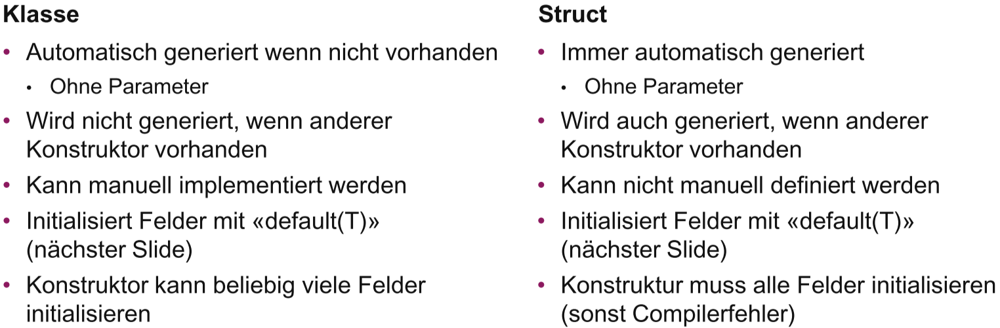 Klasse
• Automatisch generiert wenn nicht vorhanden
• Ohne Parameter
• Wird nicht generiert, wenn anderer
Konstruktor vorhanden
• Kann manuell implementiert werden
• Initialisiert Felder mit «default(T)»
(nächster Slide)
• Konstruktor kann beliebig viele Felder
initialisieren
Struct
• Immer automatisch generiert
• Ohne Parameter
• Wird auch generiert, wenn anderer
Konstruktor vorhanden
• Kann nicht manuell definiert werden
• Initialisiert Felder mit «default(T)»
(nächster Slide)
• Konstruktur muss alle Felder initialisieren
(sonst Compilerfehler)